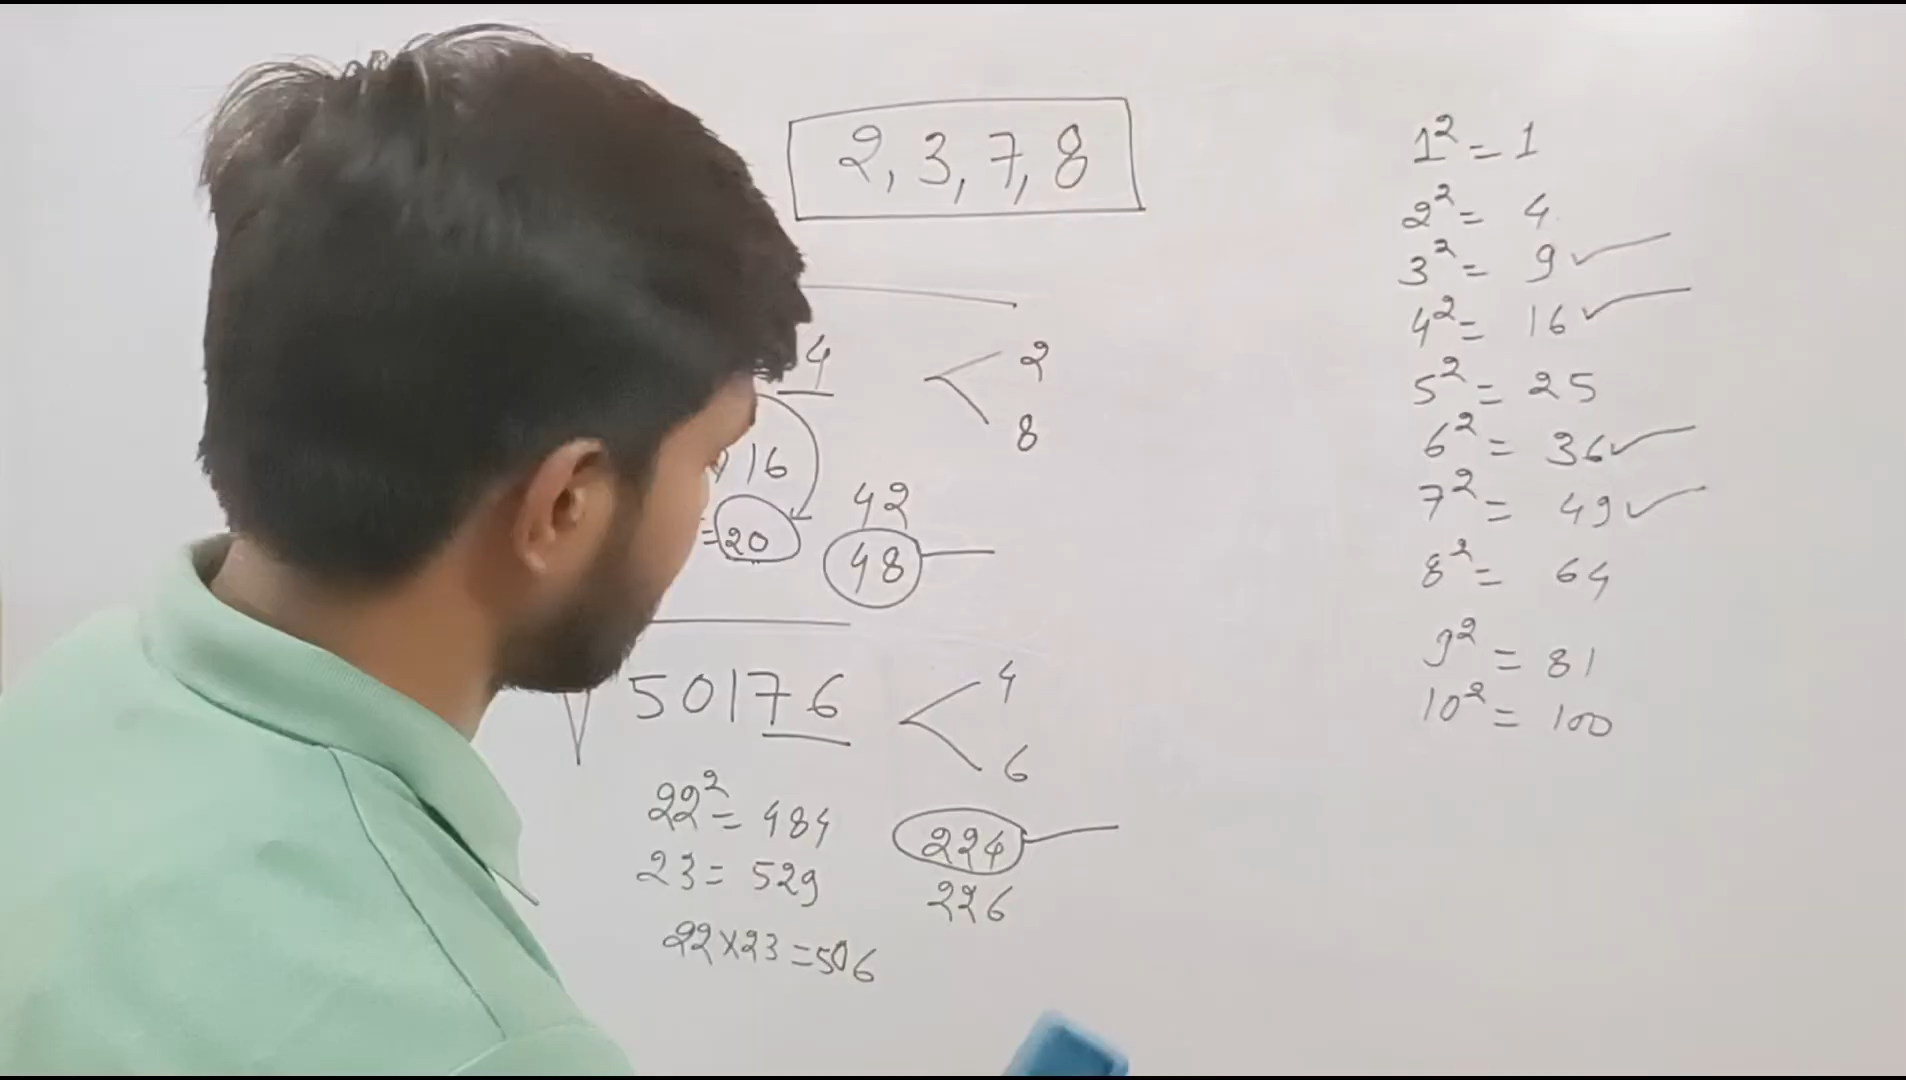 2, 3, 7, 8
4 < 2
8
16
= 20
42
48
√50176 < 4
6
22² = 484
23 = 529
22×23 = 506
224
226
1² = 1
2² = 4
3² = 9 ✓
4² = 16 ✓
5² = 25
6² = 36 ✓
7² = 49 ✓
8² = 64
9² = 81
10² = 100